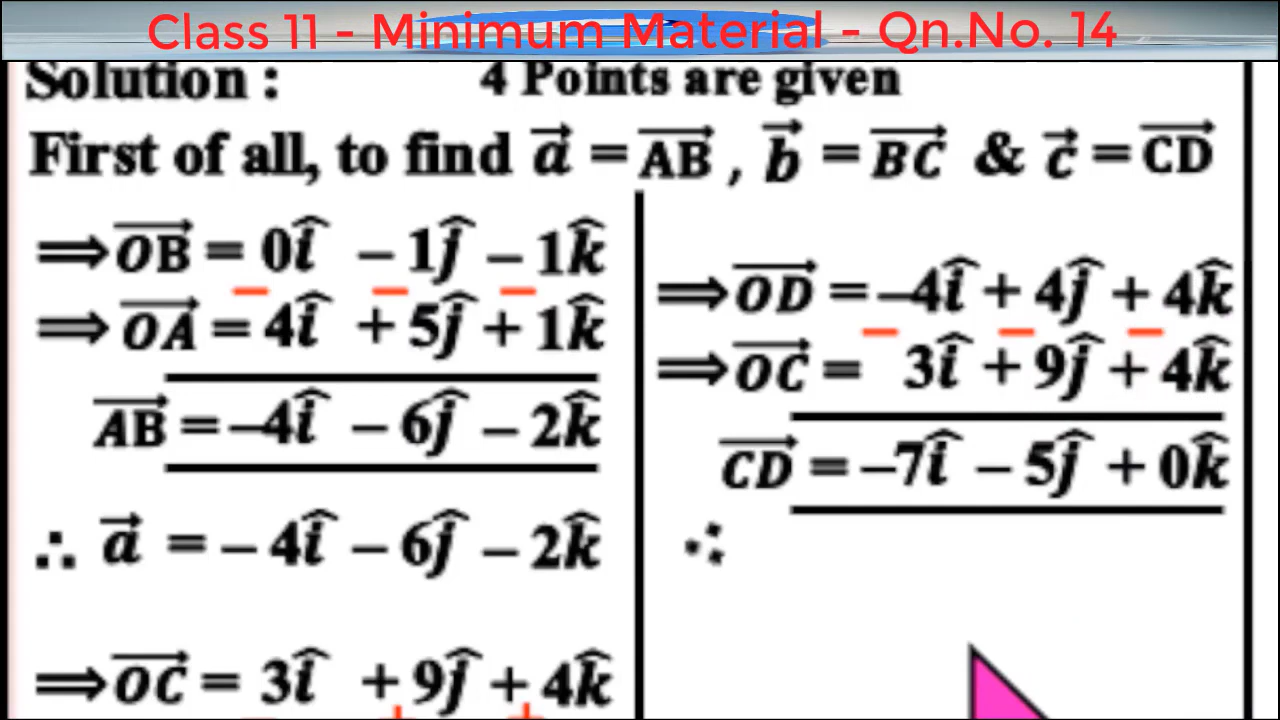 Class 11 - Minimum Material - Qn.No. 14
Solution : 4 Points are given
First of all, to find a⃗ = A͞B⃗ , b⃗ = BC⃗ & c⃗ = CD⃗
⟹ OB⃗ = 0î – 1ĵ – 1k̂
– – –
⟹ OA⃗ = 4î + 5ĵ + 1k̂
AB⃗ = –4î – 6ĵ – 2k̂
∴ a⃗ = – 4î – 6ĵ – 2k̂
⟹ OC⃗ = 3î + 9ĵ + 4k̂
– + +
⟹ OD⃗ = –4î + 4ĵ + 4k̂
– – –
⟹ OC⃗ = 3î + 9ĵ + 4k̂
CD⃗ = –7î – 5ĵ + 0k̂
∴